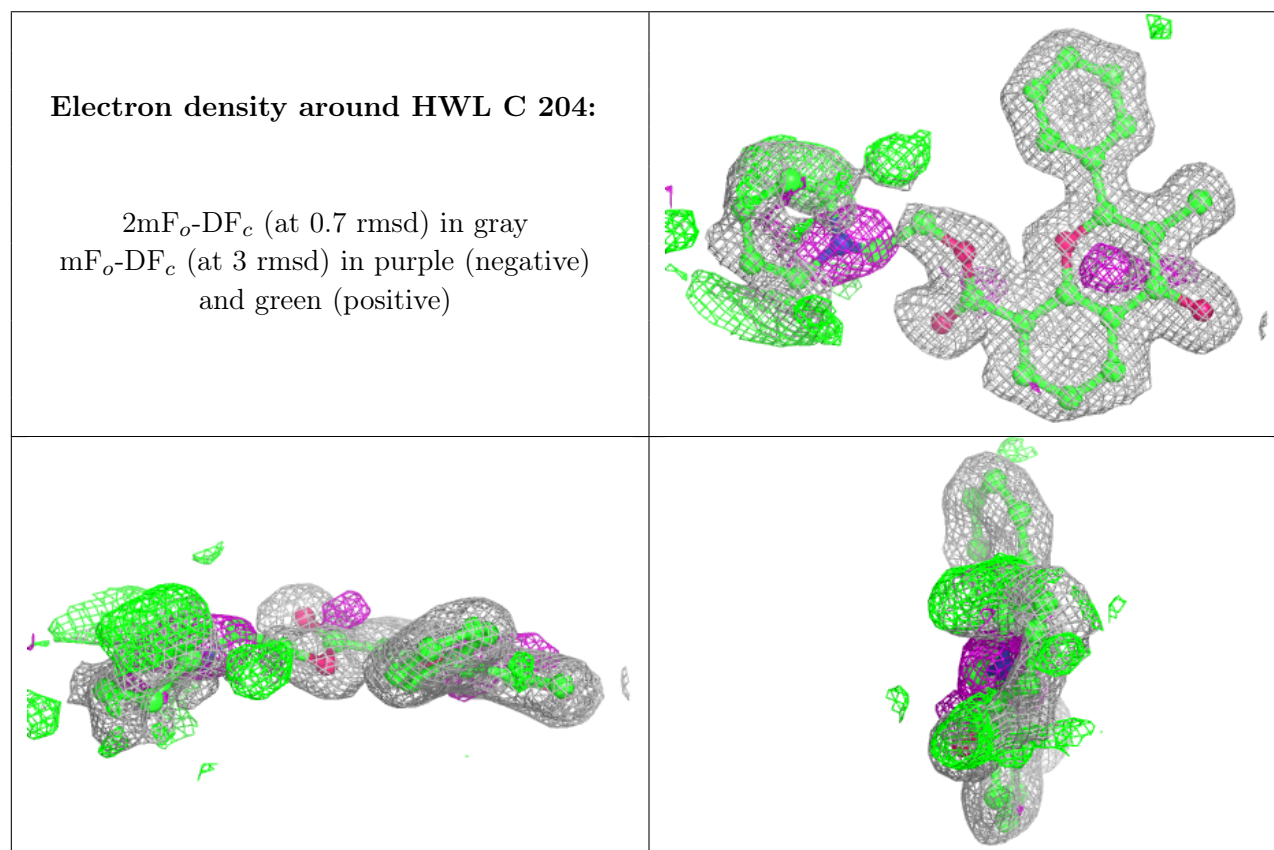 Electron density around HWL C 204:
2mFo-DFc (at 0.7 rmsd) in gray
mFo-DFc (at 3 rmsd) in purple (negative)
and green (positive)